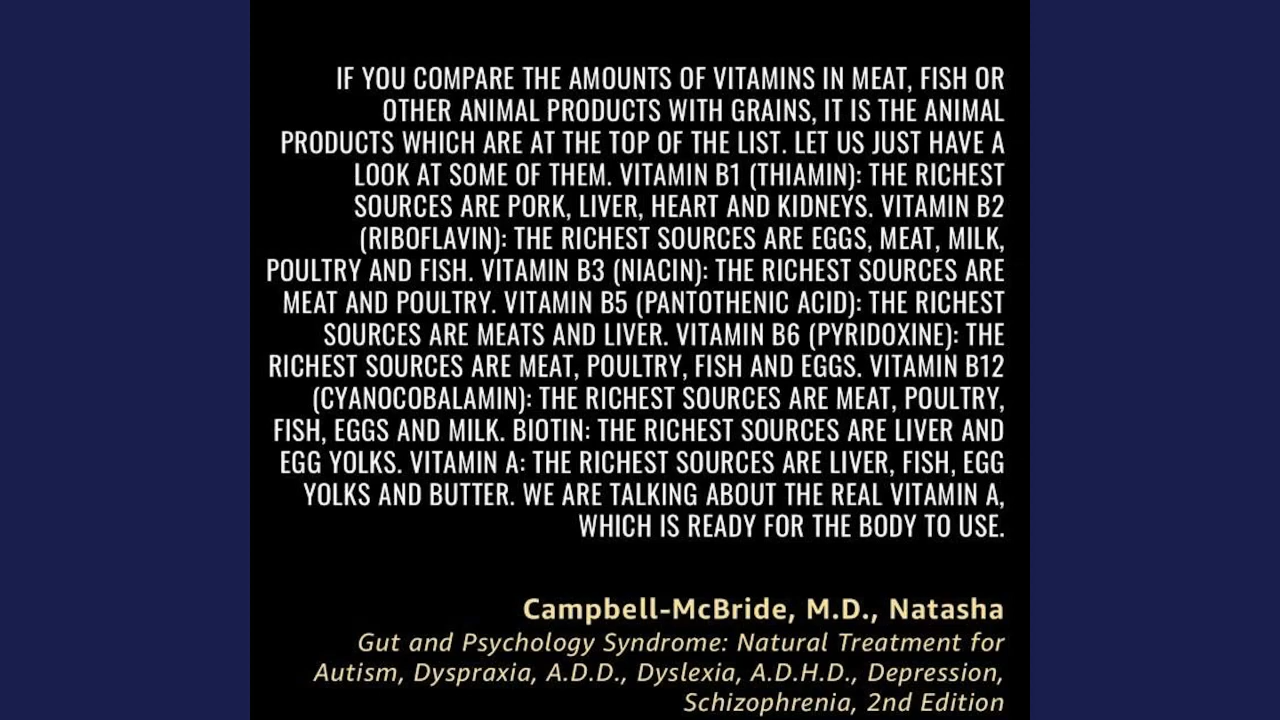 IF YOU COMPARE THE AMOUNTS OF VITAMINS IN MEAT, FISH OR
OTHER ANIMAL PRODUCTS WITH GRAINS, IT IS THE ANIMAL
PRODUCTS WHICH ARE AT THE TOP OF THE LIST. LET US JUST HAVE A
LOOK AT SOME OF THEM. VITAMIN B1 (THIAMIN): THE RICHEST
SOURCES ARE PORK, LIVER, HEART AND KIDNEYS. VITAMIN B2
(RIBOFLAVIN): THE RICHEST SOURCES ARE EGGS, MEAT, MILK,
POULTRY AND FISH. VITAMIN B3 (NIACIN): THE RICHEST SOURCES ARE
MEAT AND POULTRY. VITAMIN B5 (PANTOTHENIC ACID): THE RICHEST
SOURCES ARE MEATS AND LIVER. VITAMIN B6 (PYRIDOXINE): THE
RICHEST SOURCES ARE MEAT, POULTRY, FISH AND EGGS. VITAMIN B12
(CYANOCOBALAMIN): THE RICHEST SOURCES ARE MEAT, POULTRY,
FISH, EGGS AND MILK. BIOTIN: THE RICHEST SOURCES ARE LIVER AND
EGG YOLKS. VITAMIN A: THE RICHEST SOURCES ARE LIVER, FISH, EGG
YOLKS AND BUTTER. WE ARE TALKING ABOUT THE REAL VITAMIN A,
WHICH IS READY FOR THE BODY TO USE.
Campbell-McBride, M.D., Natasha
Gut and Psychology Syndrome: Natural Treatment for
Autism, Dyspraxia, A.D.D., Dyslexia, A.D.H.D., Depression,
Schizophrenia, 2nd Edition